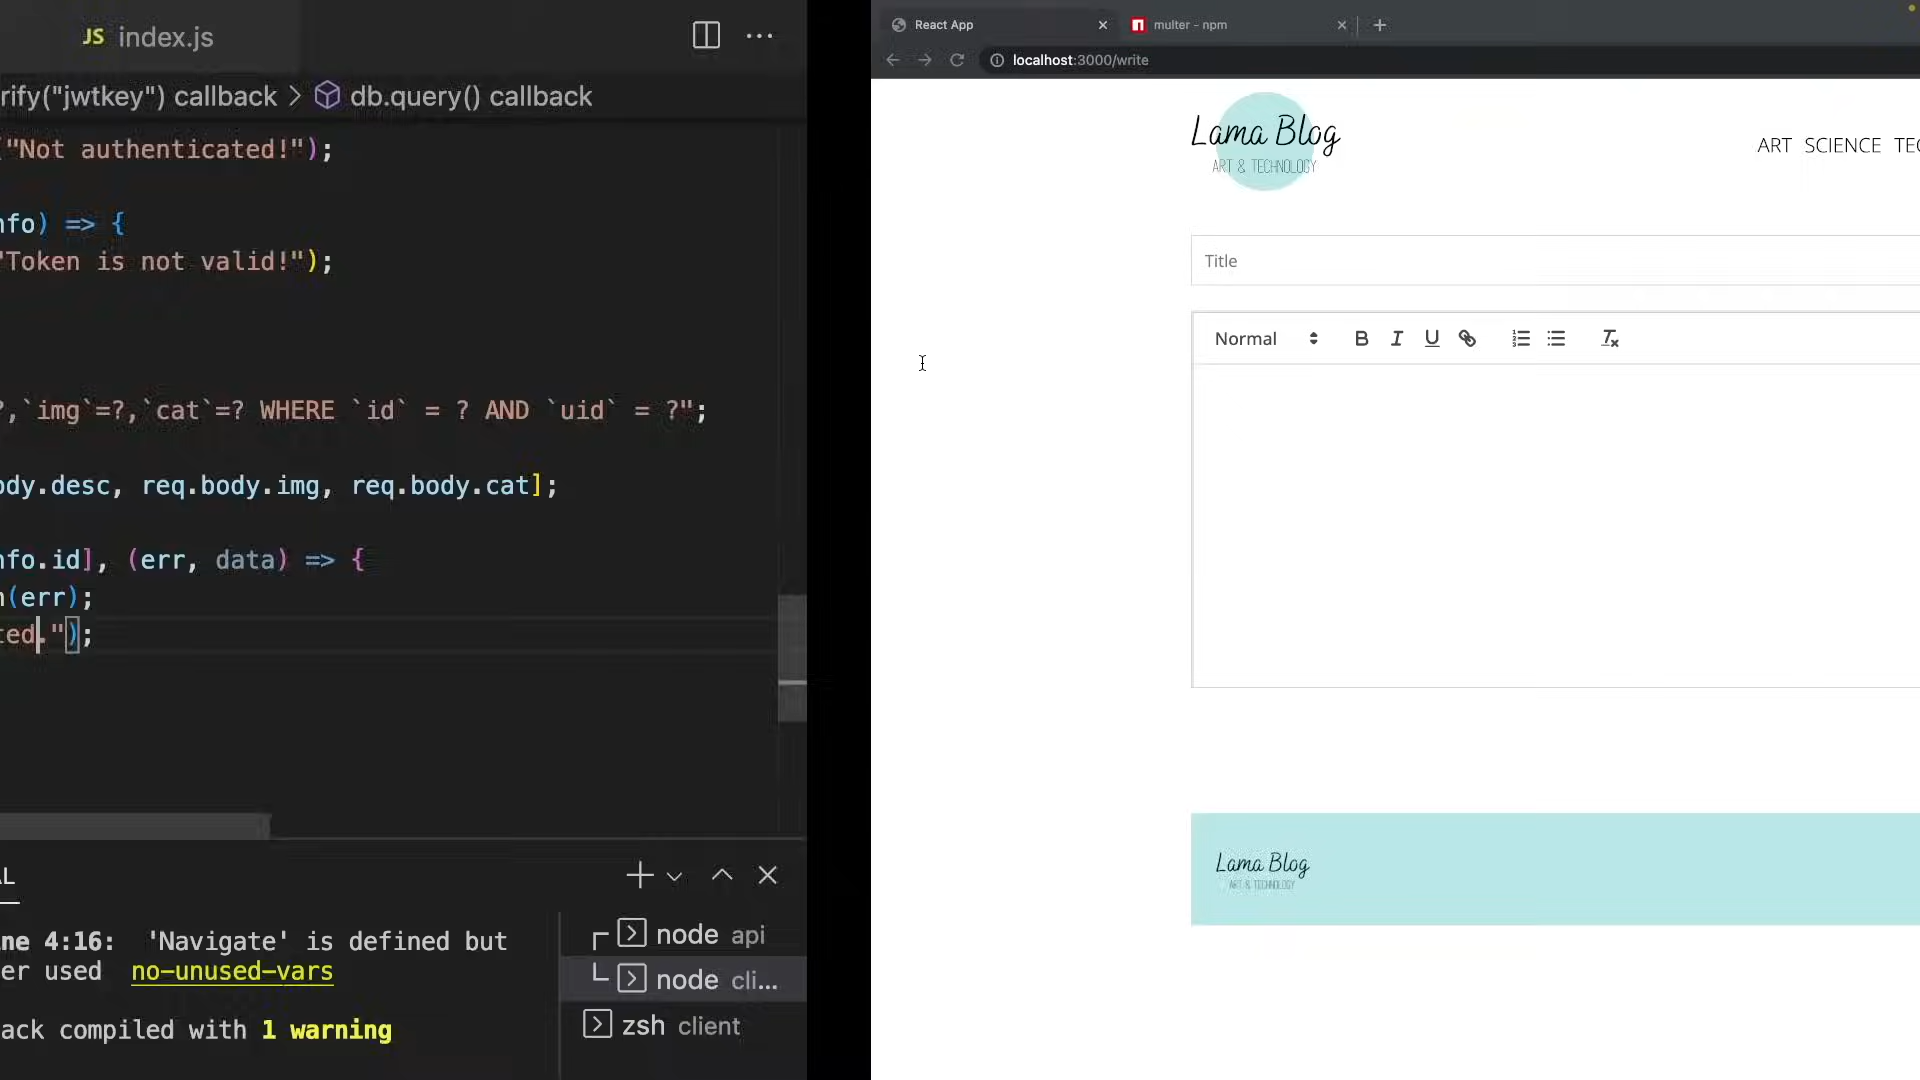 JS index.js
rify("jwtkey") callback > db.query() callback
("Not authenticated!");
nfo) => {
"Token is not valid!");
?,`img`=?,`cat`=? WHERE `id` = ? AND `uid` = ?";
ody.desc, req.body.img, req.body.cat];
nfo.id], (err, data) => {
n(err);
ted.");
AL
ne 4:16: 'Navigate' is defined but
er used no-unused-vars
ack compiled with 1 warning
node api
node cli...
zsh client
React App
multer - npm
localhost:3000/write
Lama Blog
ART & TECHNOLOGY
ART SCIENCE TEC
Title
Normal
B I U
Lama Blog
ART & TECHNOLOGY